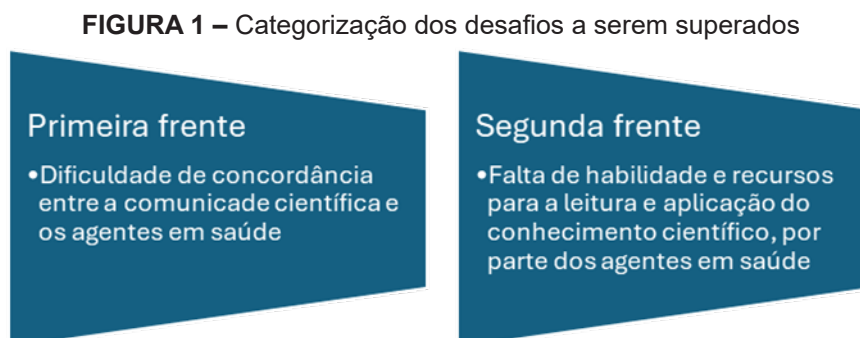 FIGURA 1 – Categorização dos desafios a serem superados
Primeira frente
•Dificuldade de concordância
entre a comunicade científica e
os agentes em saúde
Segunda frente
•Falta de habilidade e recursos
para a leitura e aplicação do
conhecimento científico, por
parte dos agentes em saúde